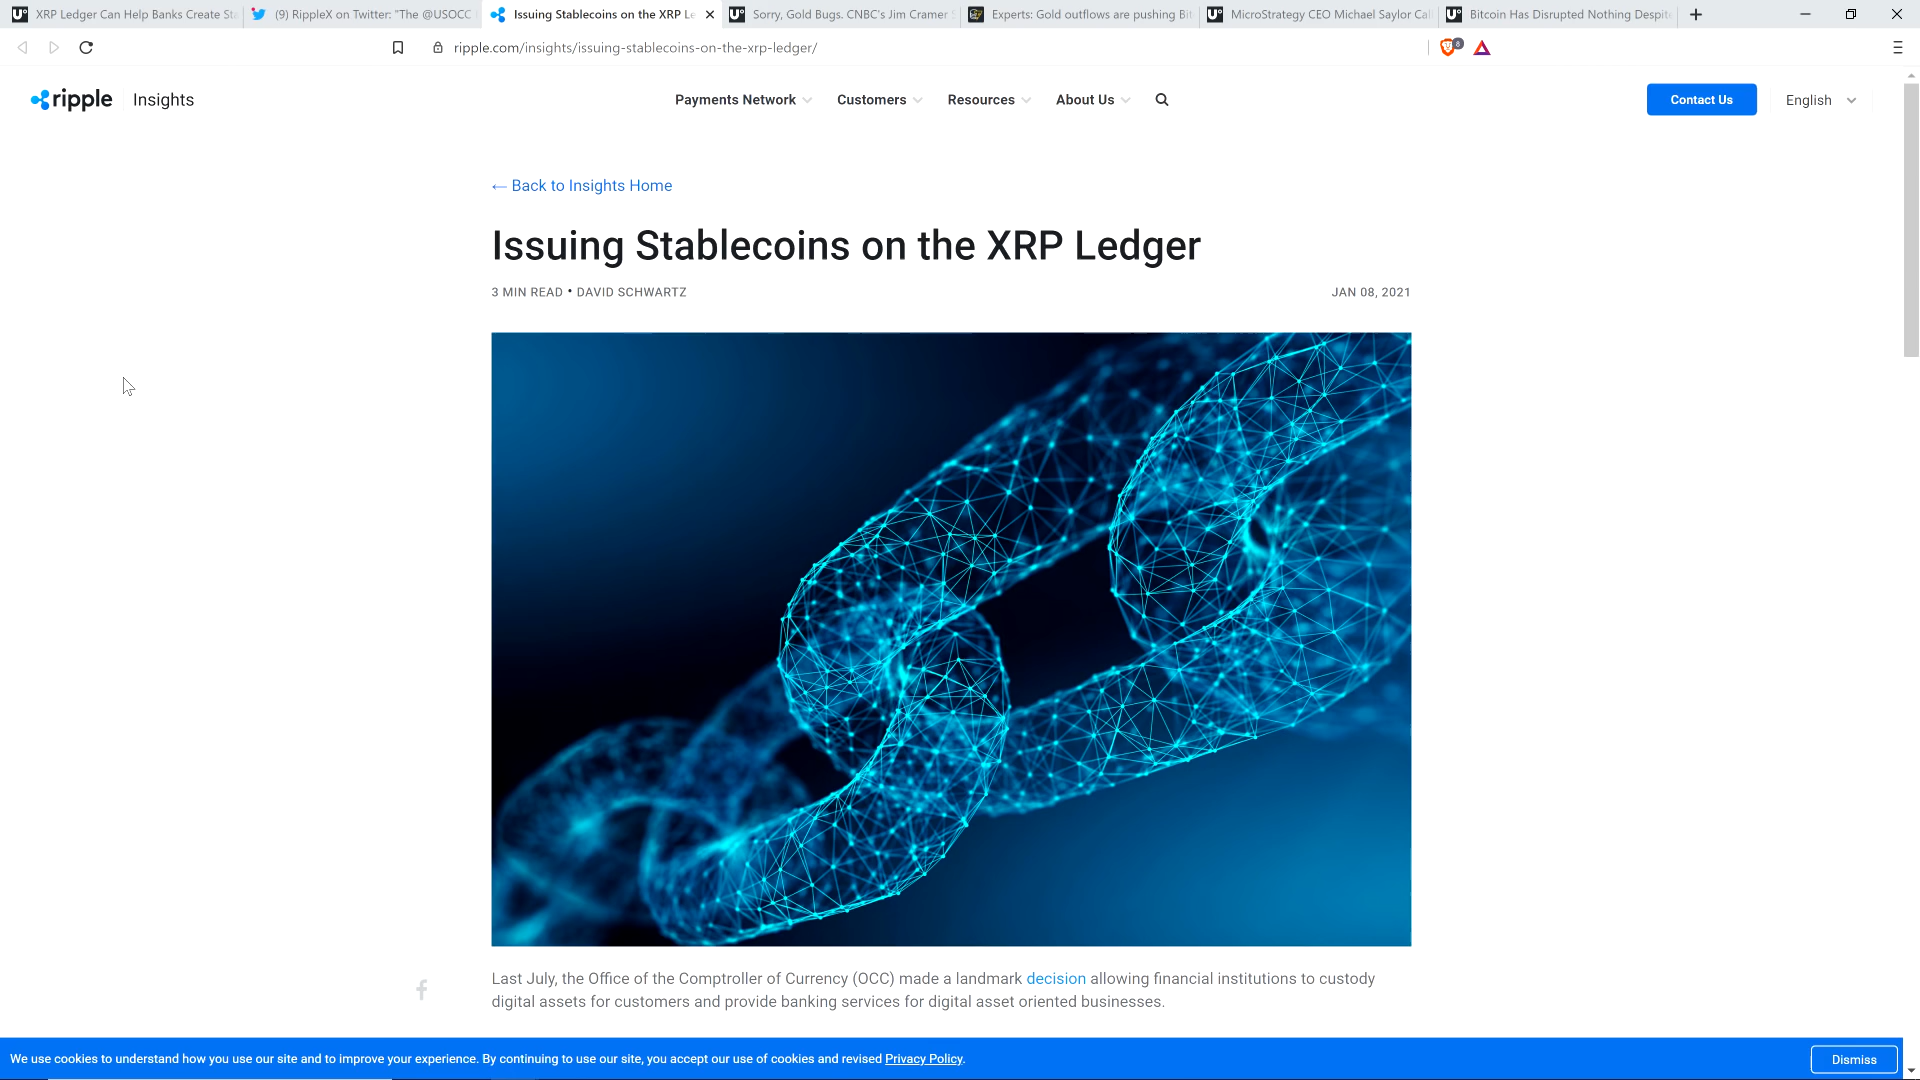 XRP Ledger Can Help Banks Create Sta
(9) RippleX on Twitter: "The @USOCC
Issuing Stablecoins on the XRP Le
Sorry, Gold Bugs. CNBC's Jim Cramer S
Experts: Gold outflows are pushing Bit
MicroStrategy CEO Michael Saylor Cal
Bitcoin Has Disrupted Nothing Despite
ripple.com/insights/issuing-stablecoins-on-the-xrp-ledger/
8
ripple Insights
Payments Network Customers Resources About Us
Contact Us
English
← Back to Insights Home
Issuing Stablecoins on the XRP Ledger
3 MIN READ • DAVID SCHWARTZ
JAN 08, 2021
Last July, the Office of the Comptroller of Currency (OCC) made a landmark decision allowing financial institutions to custody
digital assets for customers and provide banking services for digital asset oriented businesses.
We use cookies to understand how you use our site and to improve your experience. By continuing to use our site, you accept our use of cookies and revised Privacy Policy.
Dismiss